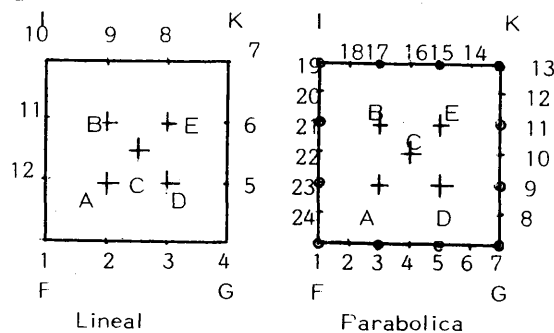 I K I K
10 9 8 7 19 18 17 16 15 14 13
20 12
11 B E 6 21 B E 11
C
22 10
12 5 23 9
A C D 24 A D 8
1 2 3 4 1 2 3 4 5 6 7
F G F G
Lineal Parabolica